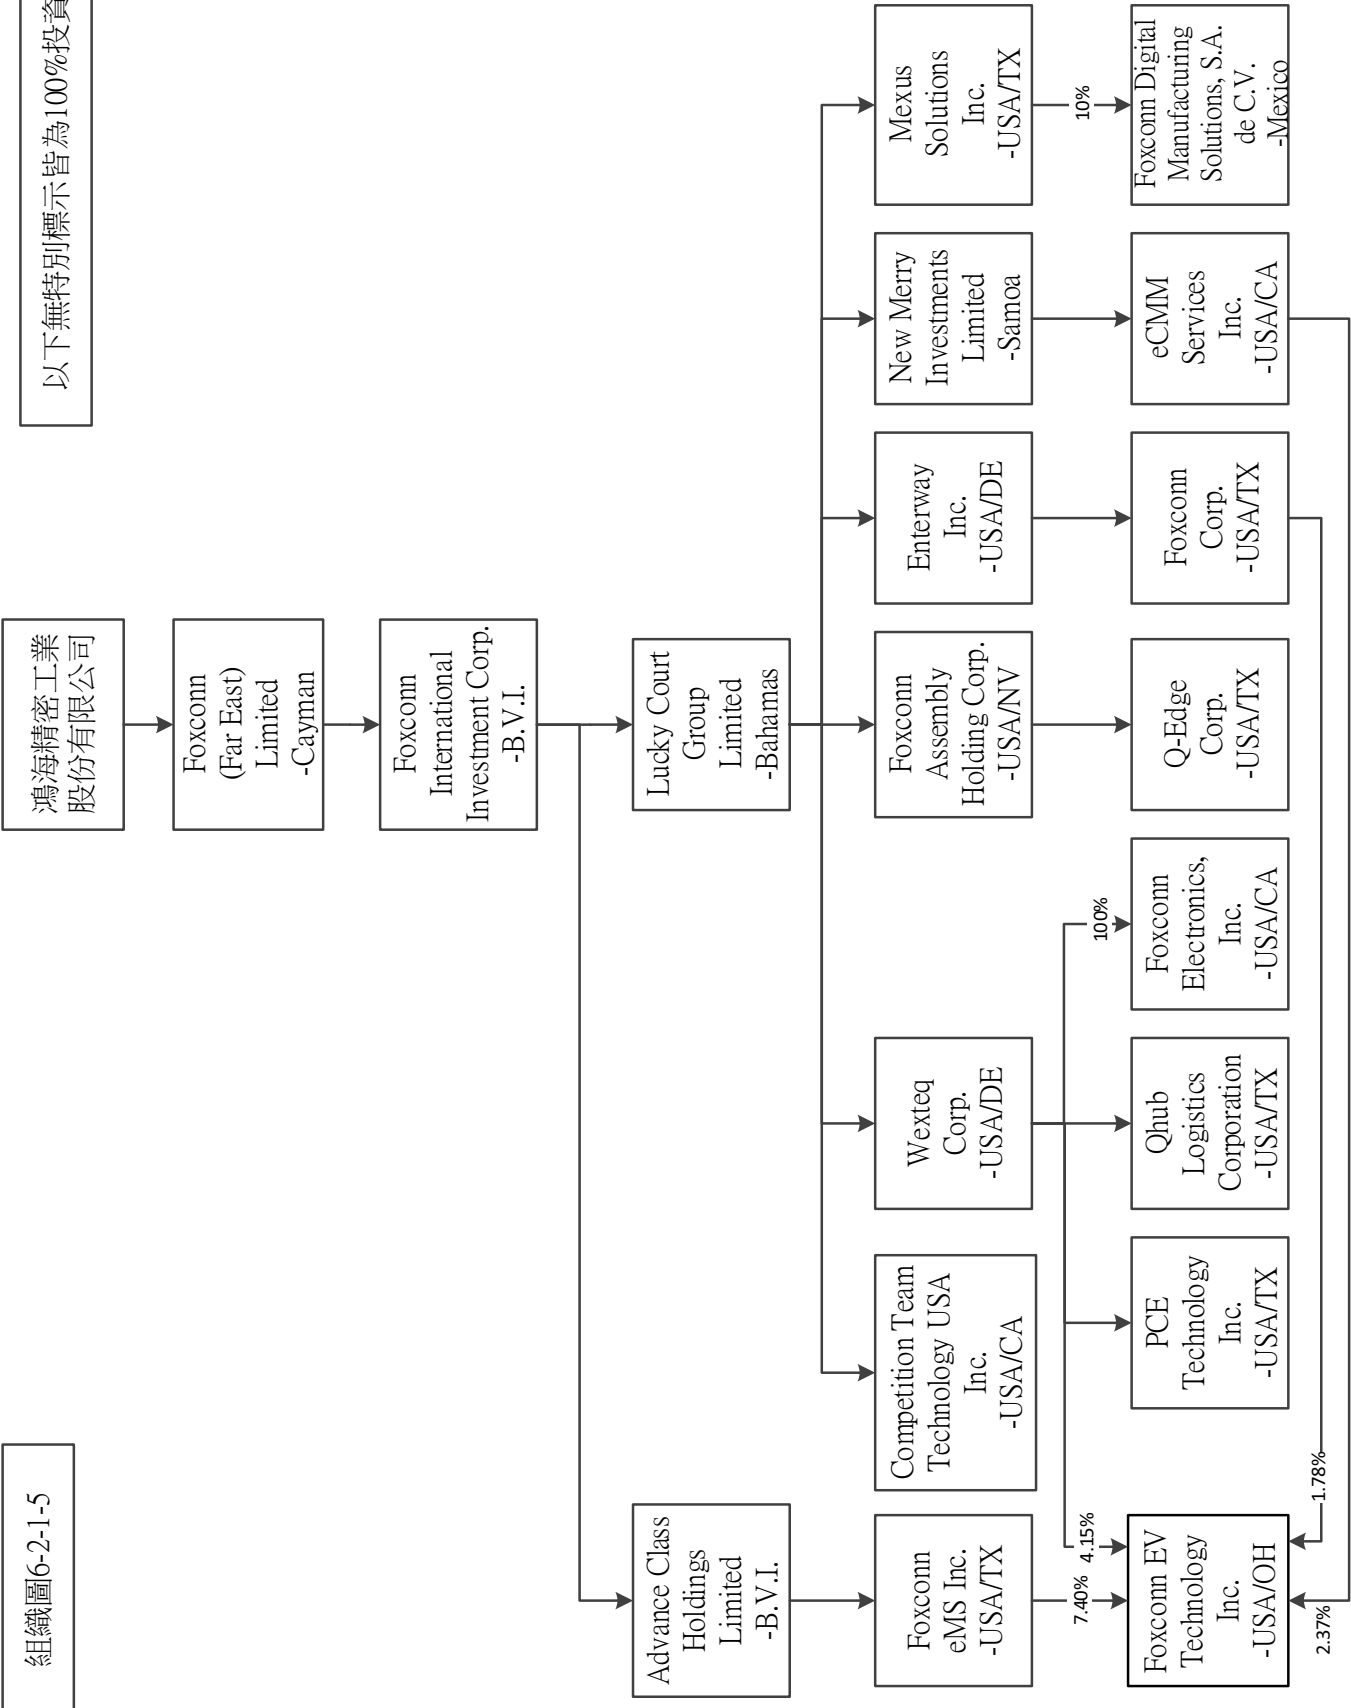 組織圖6-2-1-5
以下無特別標示皆為100%投資
鴻海精密工業
股份有限公司
Foxconn
(Far East)
Limited
-Cayman
Foxconn
International
Investment Corp.
-B.V.I.
Advance Class
Holdings
Limited
-B.V.I.
Lucky Court
Group
Limited
-Bahamas
Foxconn
eMS Inc.
-USA/TX
Competition Team
Technology USA
Inc.
-USA/CA
Wexteq
Corp.
-USA/DE
Foxconn
Assembly
Holding Corp.
-USA/NV
Enterway
Inc.
-USA/DE
New Merry
Investments
Limited
-Samoa
Mexus
Solutions
Inc.
-USA/TX
7.40%
4.15%
100%
10%
Foxconn EV
Technology
Inc.
-USA/OH
PCE
Technology
Inc.
-USA/TX
Qhub
Logistics
Corporation
-USA/TX
Foxconn
Electronics,
Inc.
-USA/CA
Q-Edge
Corp.
-USA/TX
Foxconn
Corp.
-USA/TX
eCMM
Services
Inc.
-USA/CA
Foxconn Digital
Manufacturing
Solutions, S.A.
de C.V.
-Mexico
2.37%
1.78%